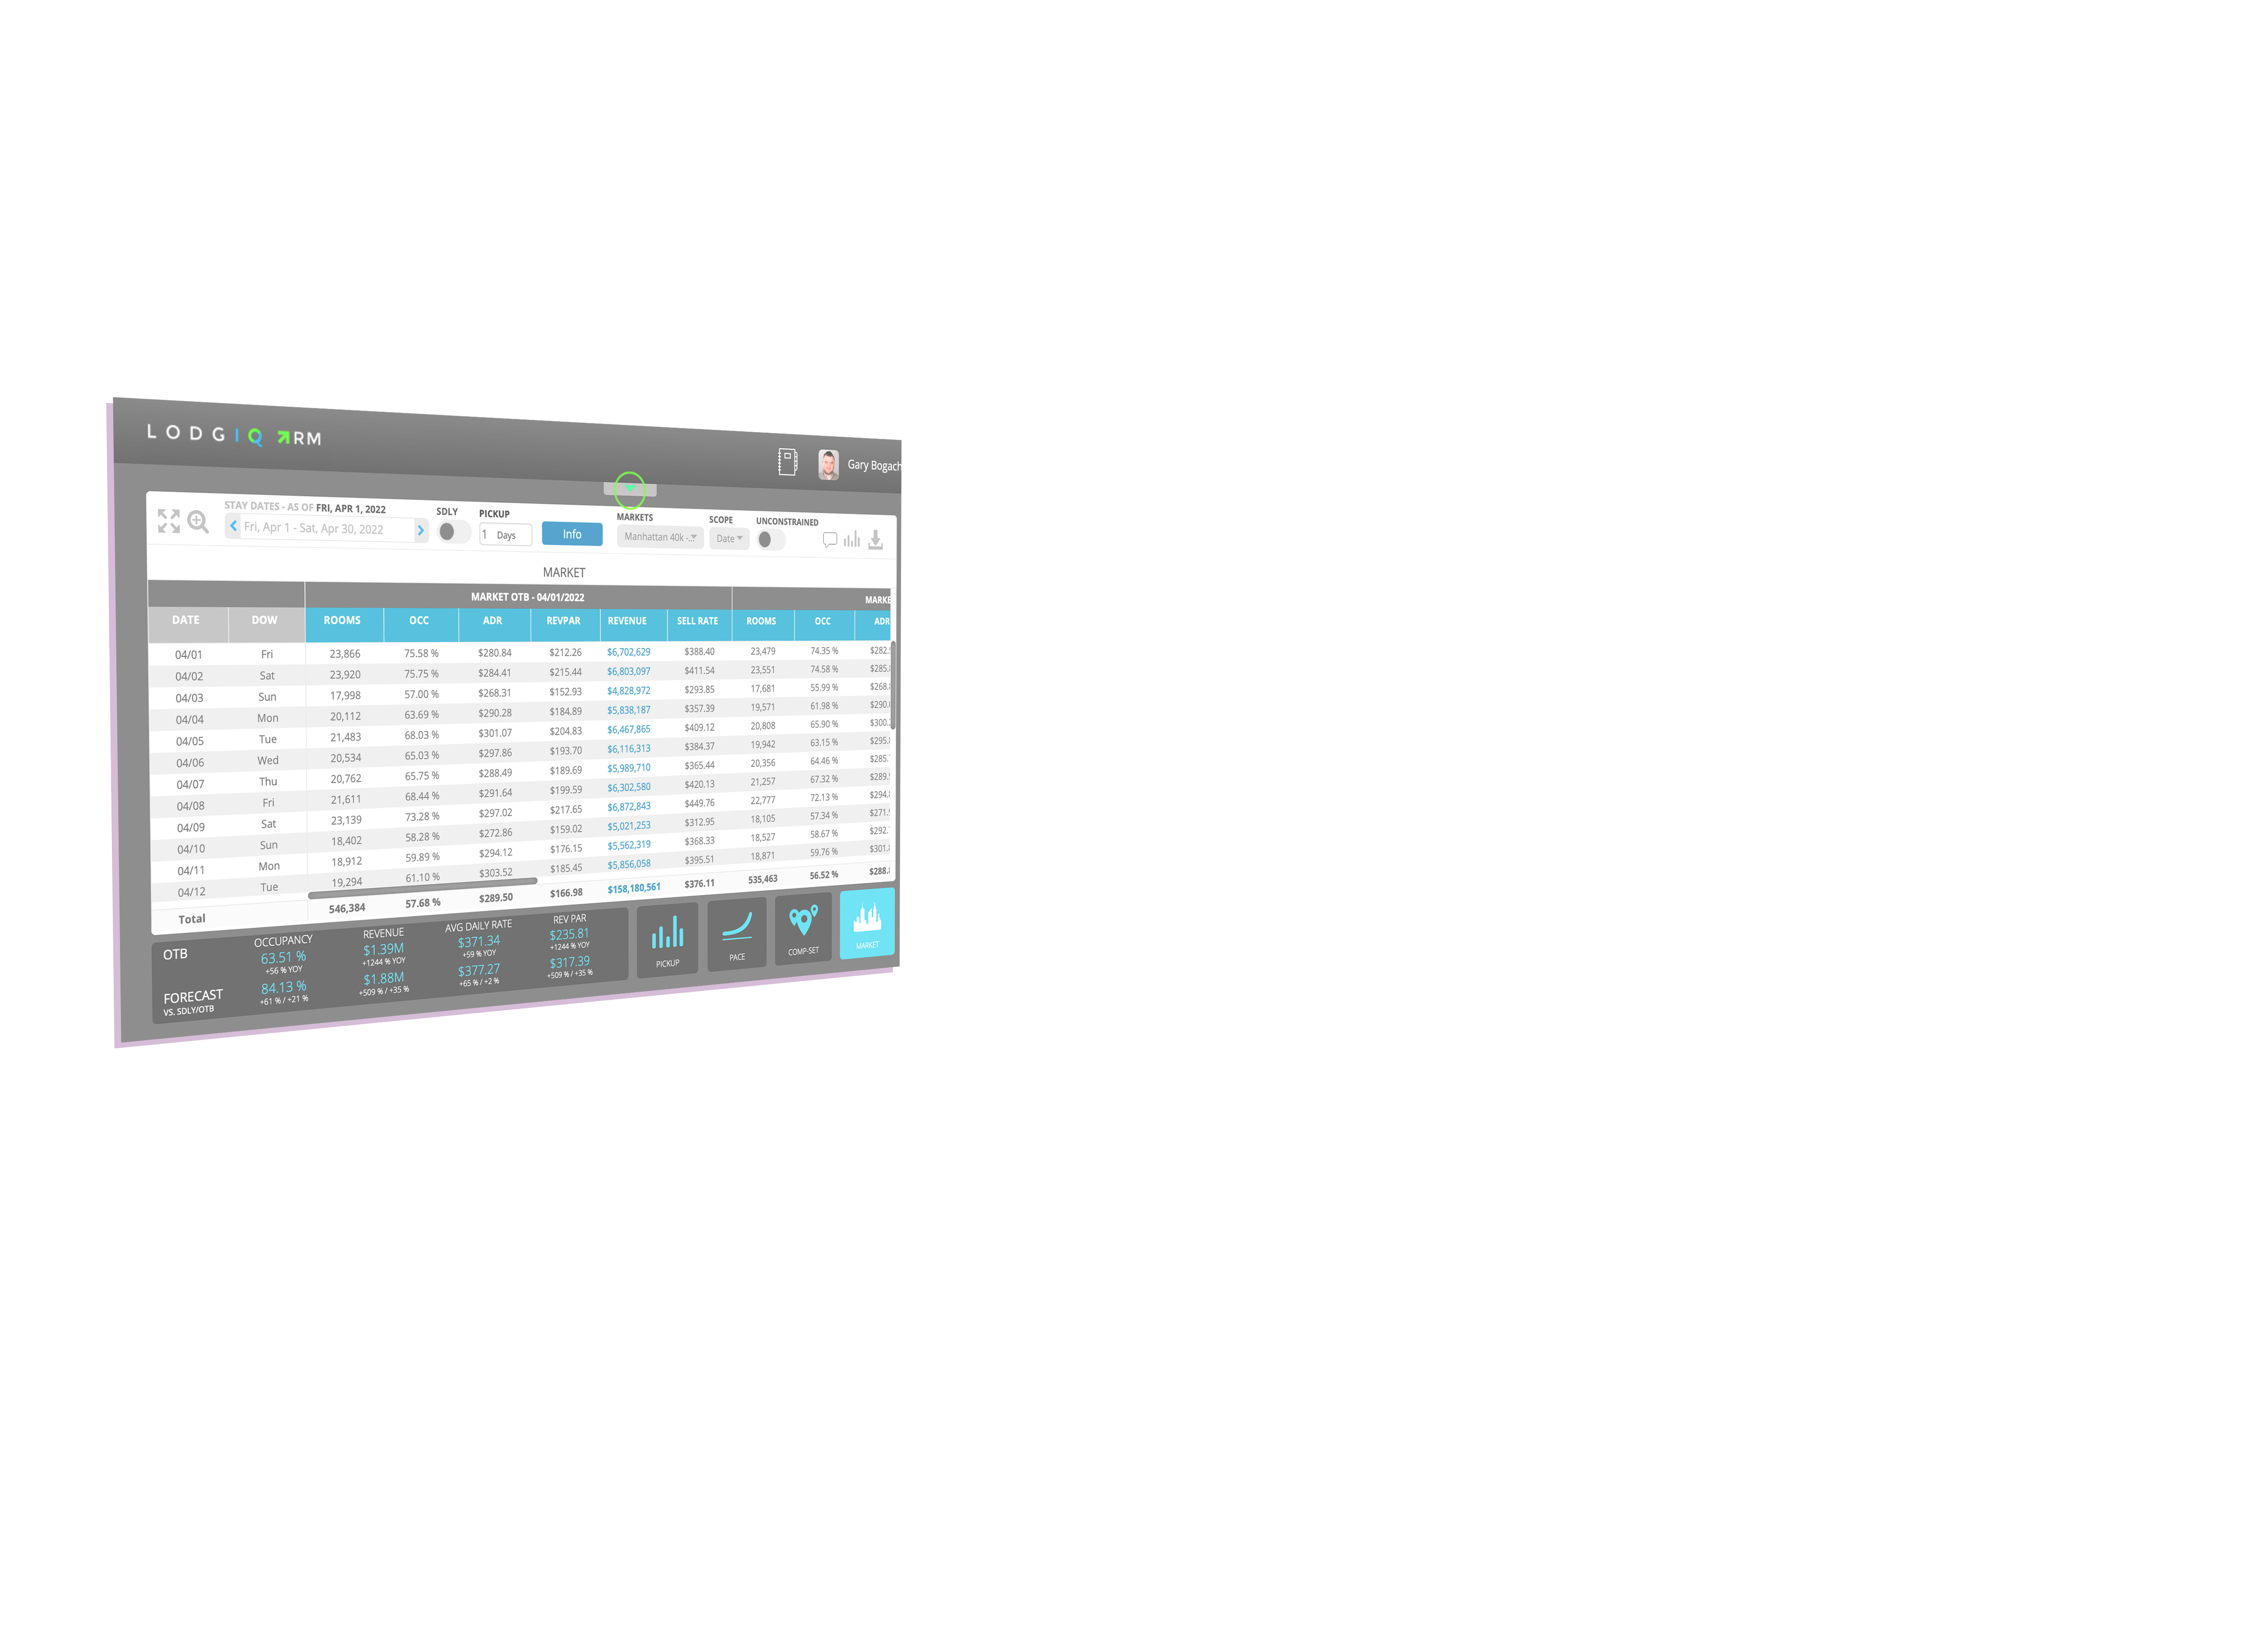 LODGIQ RM
Gary Bogach
STAY DATES - AS OF FRI, APR 1, 2022
Fri, Apr 1 - Sat, Apr 30, 2022
SDLY
PICKUP
1 Days
Info
MARKETS
Manhattan 40k -...
SCOPE
Date
UNCONSTRAINED
MARKET
MARKET OTB - 04/01/2022 MARKE
DATE DOW ROOMS OCC ADR REVPAR REVENUE SELL RATE ROOMS OCC ADR
04/01 Fri 23,866 75.58 % $280.84 $212.26 $6,702,629 $388.40 23,479 74.35 % $282.
04/02 Sat 23,920 75.75 % $284.41 $215.44 $6,803,097 $411.54 23,551 74.58 % $285.
04/03 Sun 17,998 57.00 % $268.31 $152.93 $4,828,972 $293.85 17,681 55.99 % $268.
04/04 Mon 20,112 63.69 % $290.28 $184.89 $5,838,187 $357.39 19,571 61.98 % $290.
04/05 Tue 21,483 68.03 % $301.07 $204.83 $6,467,865 $409.12 20,808 65.90 % $300.
04/06 Wed 20,534 65.03 % $297.86 $193.70 $6,116,313 $384.37 19,942 63.15 % $295.
04/07 Thu 20,762 65.75 % $288.49 $189.69 $5,989,710 $365.44 20,356 64.46 % $285.
04/08 Fri 21,611 68.44 % $291.64 $199.59 $6,302,580 $420.13 21,257 67.32 % $289.
04/09 Sat 23,139 73.28 % $297.02 $217.65 $6,872,843 $449.76 22,777 72.13 % $294.
04/10 Sun 18,402 58.28 % $272.86 $159.02 $5,021,253 $312.95 18,105 57.34 % $271.
04/11 Mon 18,912 59.89 % $294.12 $176.15 $5,562,319 $368.33 18,527 58.67 % $292.
04/12 Tue 19,294 61.10 % $303.52 $185.45 $5,856,058 $395.51 18,871 59.76 % $301.
Total 546,384 57.68 % $289.50 $166.98 $158,180,561 $376.11 535,463 56.52 % $288.
OTB
OCCUPANCY REVENUE AVG DAILY RATE REV PAR
63.51 % $1.39M $371.34 $235.81
+56 % YOY +1244 % YOY +59 % YOY +1244 % YOY
FORECAST
VS. SDLY/OTB
84.13 % $1.88M $377.27 $317.39
+61 % / +21 % +509 % / +35 % +65 % / +2 % +509 % / +35 %
PICKUP
PACE
COMP-SET
MARKET